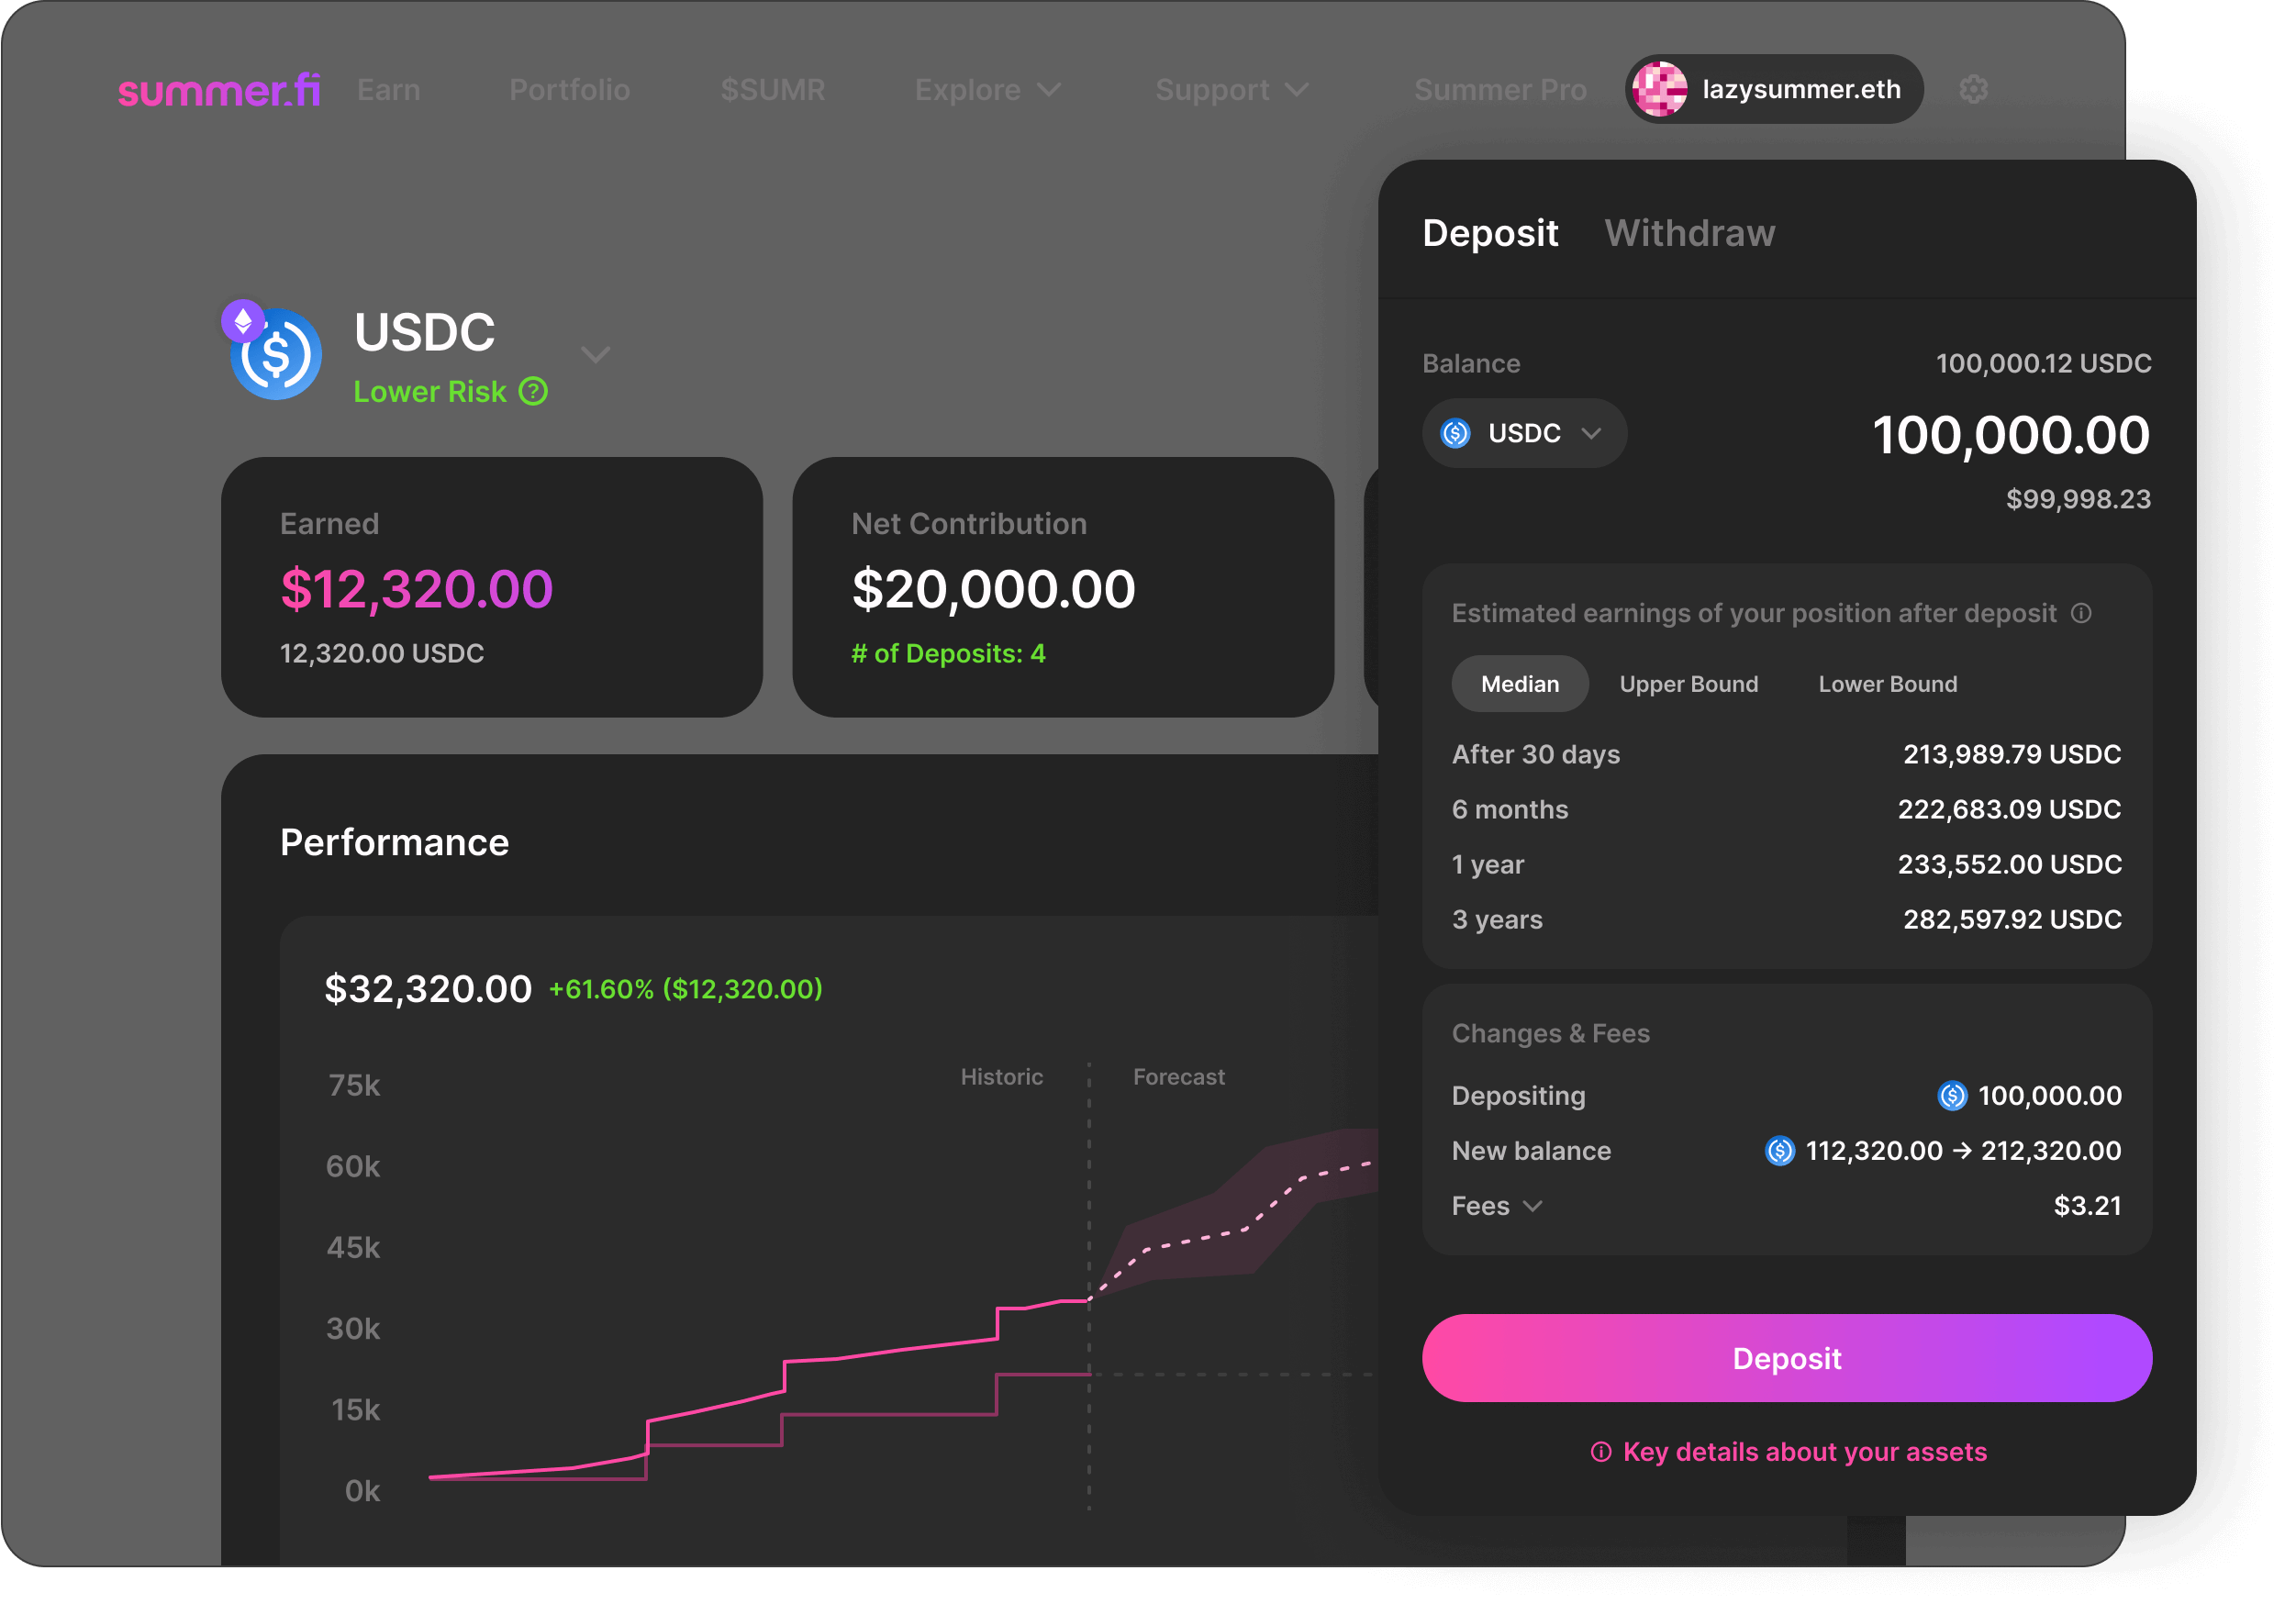 summer.fi Earn Portfolio $SUMR Explore Support Summer Pro lazysummer.eth
USDC
Lower Risk ?
Earned
$12,320.00
12,320.00 USDC
Net Contribution
$20,000.00
# of Deposits: 4
Performance
$32,320.00 +61.60% ($12,320.00)
Historic Forecast
75k
60k
45k
30k
15k
0k
Deposit Withdraw
Balance 100,000.12 USDC
USDC 100,000.00
$99,998.23
Estimated earnings of your position after deposit
Median Upper Bound Lower Bound
After 30 days 213,989.79 USDC
6 months 222,683.09 USDC
1 year 233,552.00 USDC
3 years 282,597.92 USDC
Changes & Fees
Depositing 100,000.00
New balance 112,320.00 → 212,320.00
Fees $3.21
Deposit
Key details about your assets